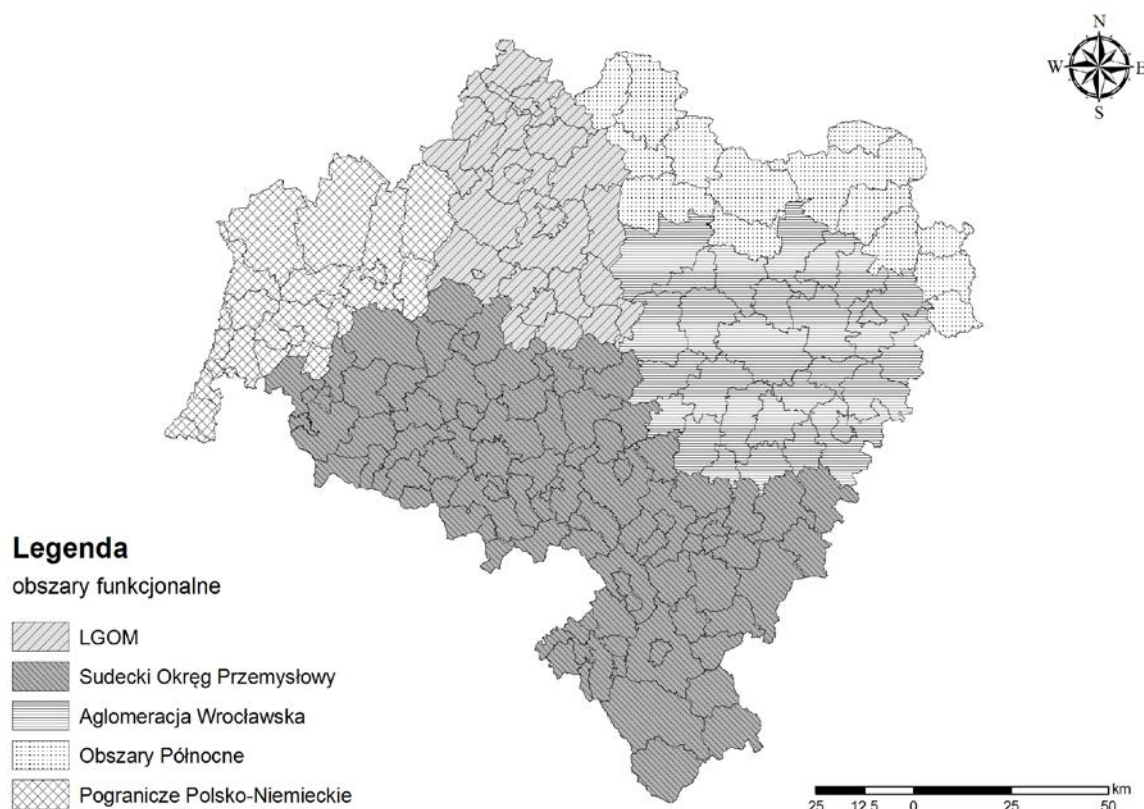 N
W E
S
Legenda
obszary funkcjonalne
LGOM
Sudecki Okręg Przemysłowy
Aglomeracja Wrocławska
Obszary Północne
Pogranicze Polsko-Niemieckie
km
25 12.5 0 25 50